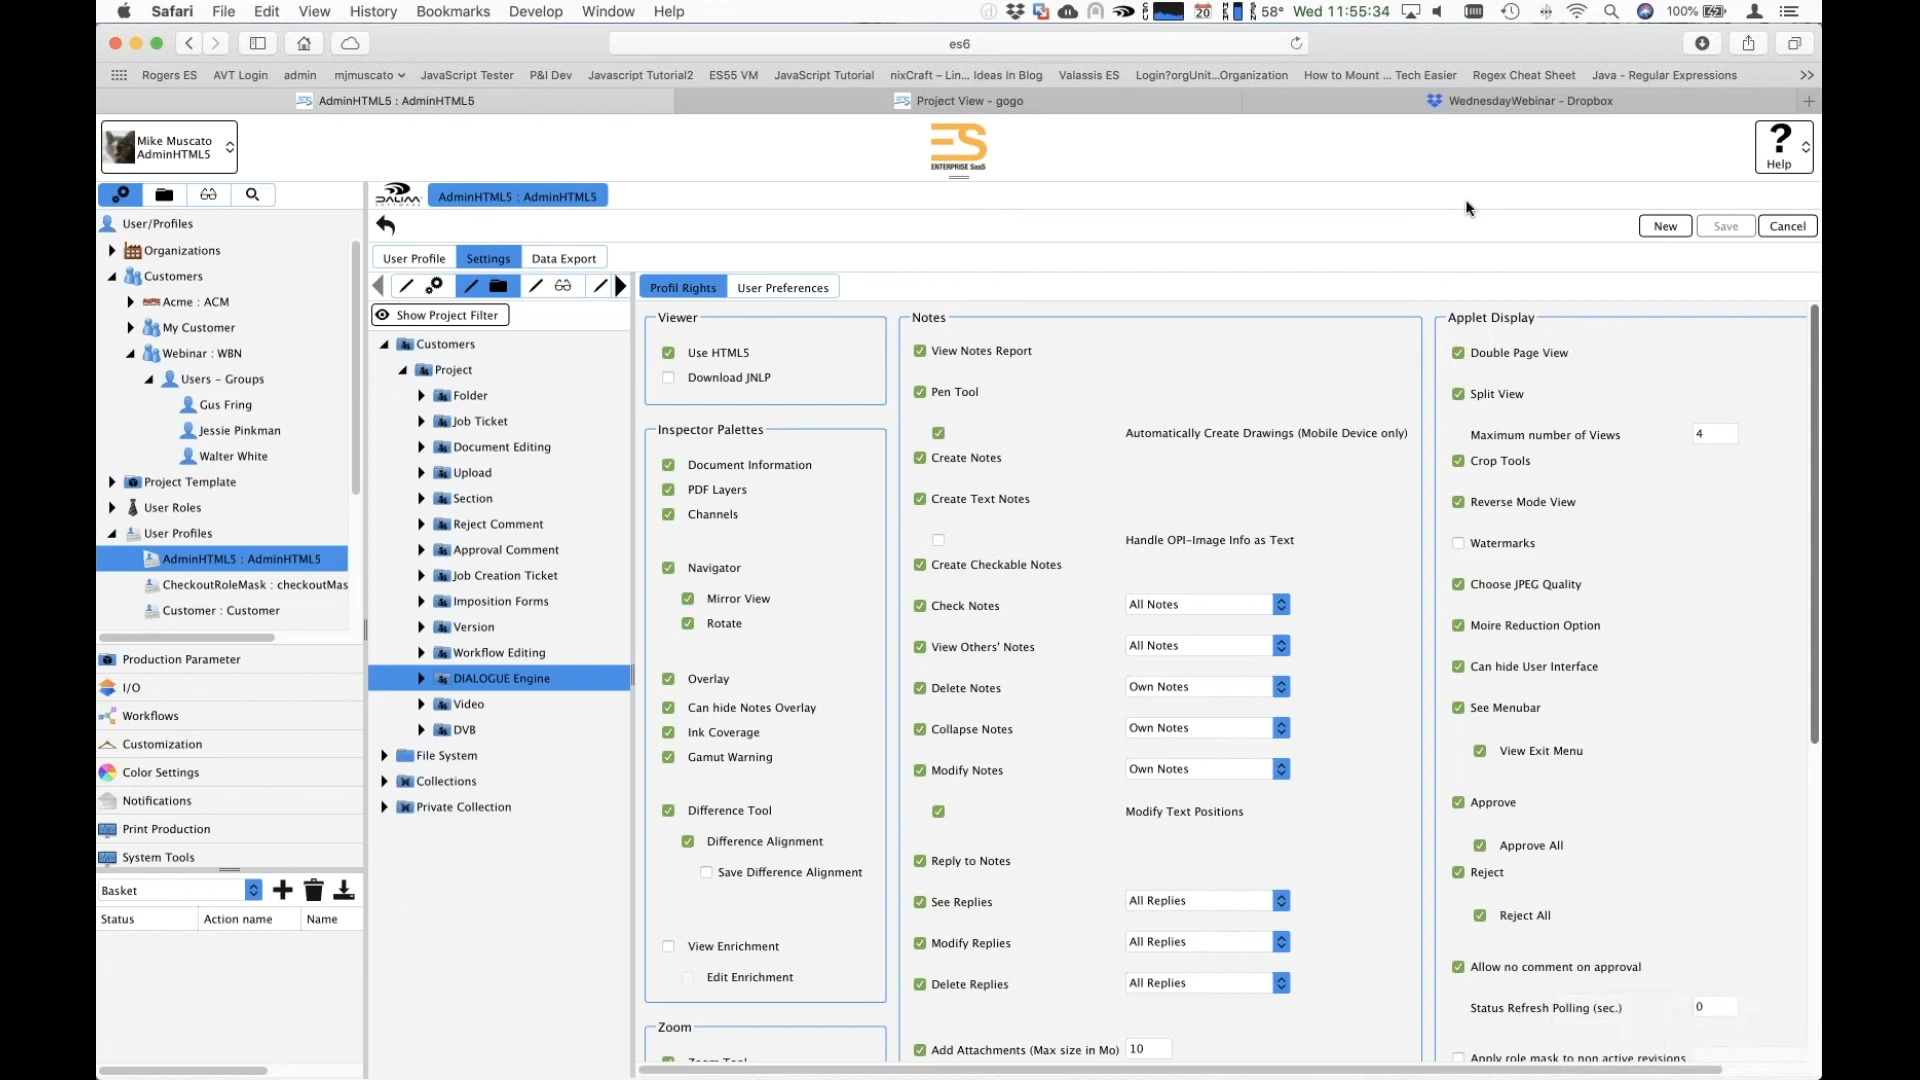 Safari File Edit View History Bookmarks Develop Window Help
20 58° Wed 11:55:34 100%
es6
Rogers ES AVT Login admin mjmuscato JavaScript Tester P&I Dev Javascript Tutorial2 ES55 VM JavaScript Tutorial nixCraft – Lin... Ideas In Blog Valassis ES Login?orgUnit...Organization How to Mount ... Tech Easier Regex Cheat Sheet Java - Regular Expressions
AdminHTML5 : AdminHTML5
Project View - gogo
WednesdayWebinar - Dropbox
Mike Muscato
AdminHTML5
ES
ENTERPRISE SaaS
?
Help
DALIM
SOFTWARE
AdminHTML5 : AdminHTML5
New Save Cancel
User/Profiles
Organizations
Customers
Acme : ACM
My Customer
Webinar : WBN
Users – Groups
Gus Fring
Jessie Pinkman
Walter White
Project Template
User Roles
User Profiles
AdminHTML5 : AdminHTML5
CheckoutRoleMask : checkoutMas
Customer : Customer
Production Parameter
I/O
Workflows
Customization
Color Settings
Notifications
Print Production
System Tools
Basket
Status Action name Name
User Profile Settings Data Export
Show Project Filter
Customers
Project
Folder
Job Ticket
Document Editing
Upload
Section
Reject Comment
Approval Comment
Job Creation Ticket
Imposition Forms
Version
Workflow Editing
DIALOGUE Engine
Video
DVB
File System
Collections
Private Collection
Profil Rights User Preferences
Viewer
Use HTML5
Download JNLP
Inspector Palettes
Document Information
PDF Layers
Channels
Navigator
Mirror View
Rotate
Overlay
Can hide Notes Overlay
Ink Coverage
Gamut Warning
Difference Tool
Difference Alignment
Save Difference Alignment
View Enrichment
Edit Enrichment
Zoom
Zoom Tool
Notes
View Notes Report
Pen Tool
Automatically Create Drawings (Mobile Device only)
Create Notes
Create Text Notes
Handle OPI-Image Info as Text
Create Checkable Notes
Check Notes All Notes
View Others' Notes All Notes
Delete Notes Own Notes
Collapse Notes Own Notes
Modify Notes Own Notes
Modify Text Positions
Reply to Notes
See Replies All Replies
Modify Replies All Replies
Delete Replies All Replies
Add Attachments (Max size in Mo) 10
Applet Display
Double Page View
Split View
Maximum number of Views 4
Crop Tools
Reverse Mode View
Watermarks
Choose JPEG Quality
Moire Reduction Option
Can hide User Interface
See Menubar
View Exit Menu
Approve
Approve All
Reject
Reject All
Allow no comment on approval
Status Refresh Polling (sec.) 0
Apply role mask to non active revisions